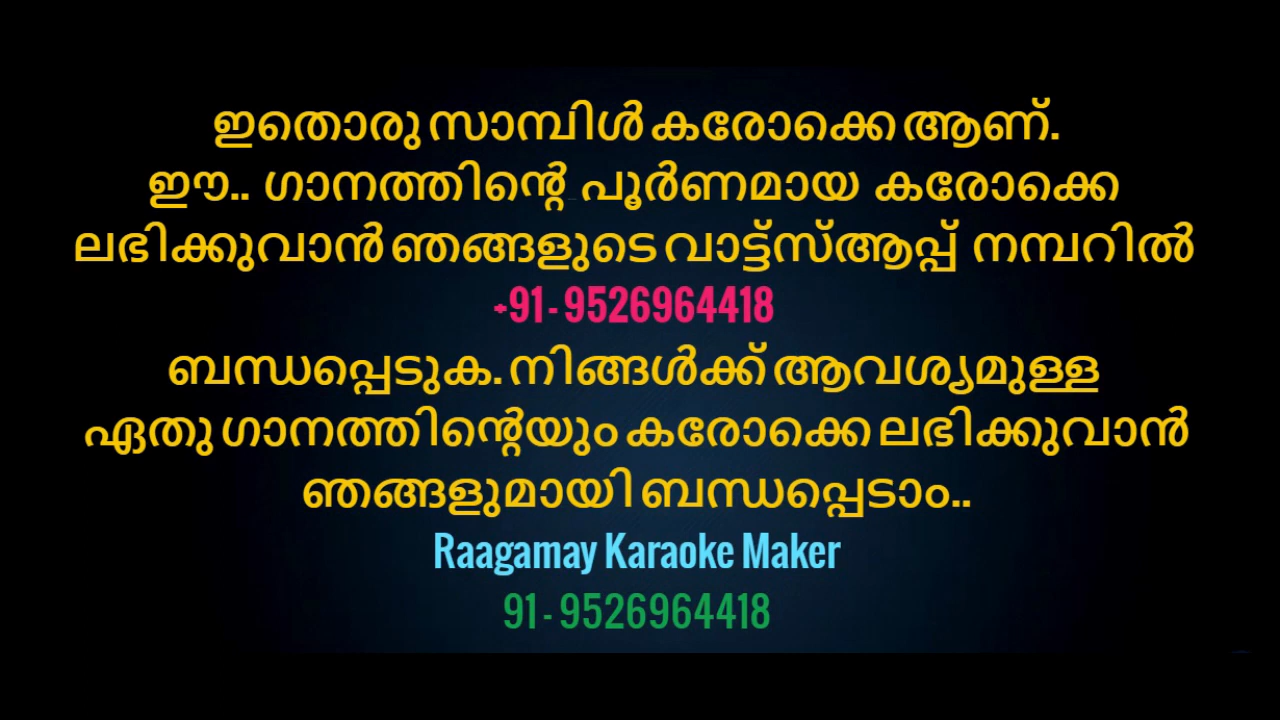 ഇതൊരു സാമ്പിൾ കരോക്കെ ആണ്.
ഈ.. ഗാനത്തിന്റെ പൂർണമായ കരോക്കെ
ലഭിക്കുവാൻ ഞങ്ങളുടെ വാട്ട്സ്ആപ്പ് നമ്പറിൽ
+91- 9526964418
ബന്ധപ്പെടുക. നിങ്ങൾക്ക് ആവശ്യമുള്ള
ഏതു ഗാനത്തിന്റെയും കരോക്കെ ലഭിക്കുവാൻ
ഞങ്ങളുമായി ബന്ധപ്പെടാം..
Raagamay Karaoke Maker
91 - 9526964418